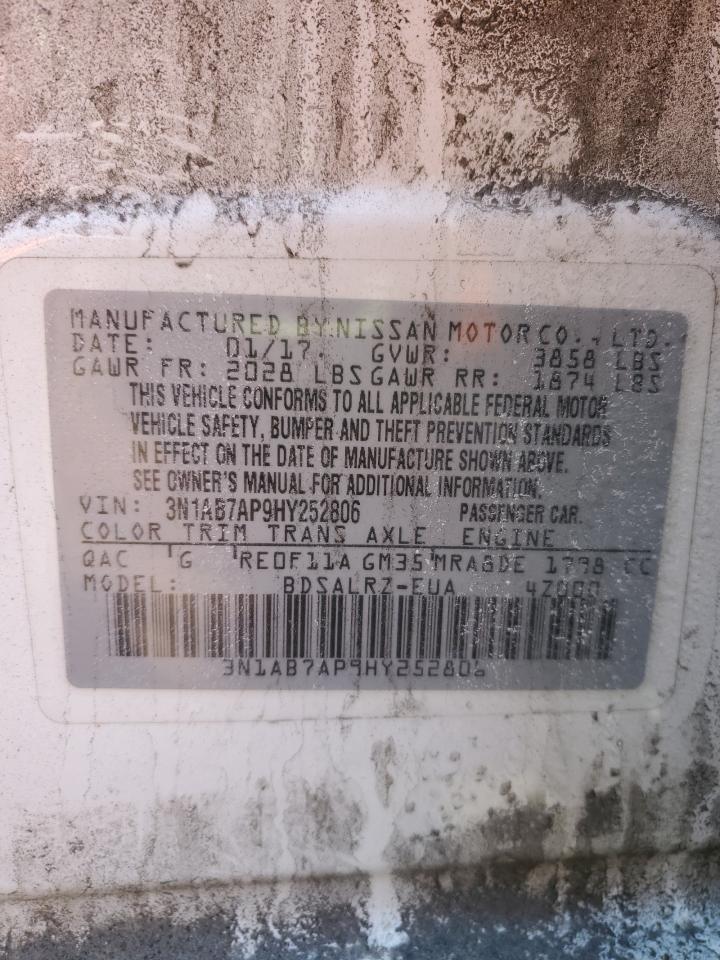 MANUFACTURED BY NISSAN MOTOR CO., LTD.
DATE: 01/17 GVWR: 3858 LBS
GAWR FR: 2028 LBS GAWR RR: 1874 LBS
THIS VEHICLE CONFORMS TO ALL APPLICABLE FEDERAL MOTOR
VEHICLE SAFETY, BUMPER AND THEFT PREVENTION STANDARDS
IN EFFECT ON THE DATE OF MANUFACTURE SHOWN ABOVE.
SEE OWNER'S MANUAL FOR ADDITIONAL INFORMATION.
VIN: 3N1AB7AP9HY252806 PASSENGER CAR.
COLOR TRIM TRANS AXLE ENGINE
QAC G RE0F11A GM35 MRA8DE 1798 CC
MODEL: BDSALRZ-EUA
3N1AB7AP9HY252806